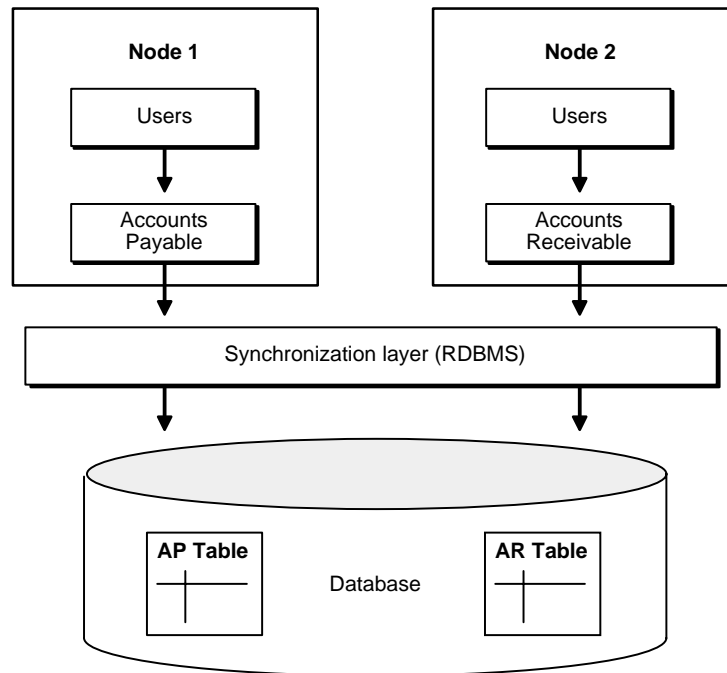 Node 1
Node 2
Users
Users
Accounts
Payable
Accounts
Receivable
Synchronization layer (RDBMS)
AP Table
Database
AR Table